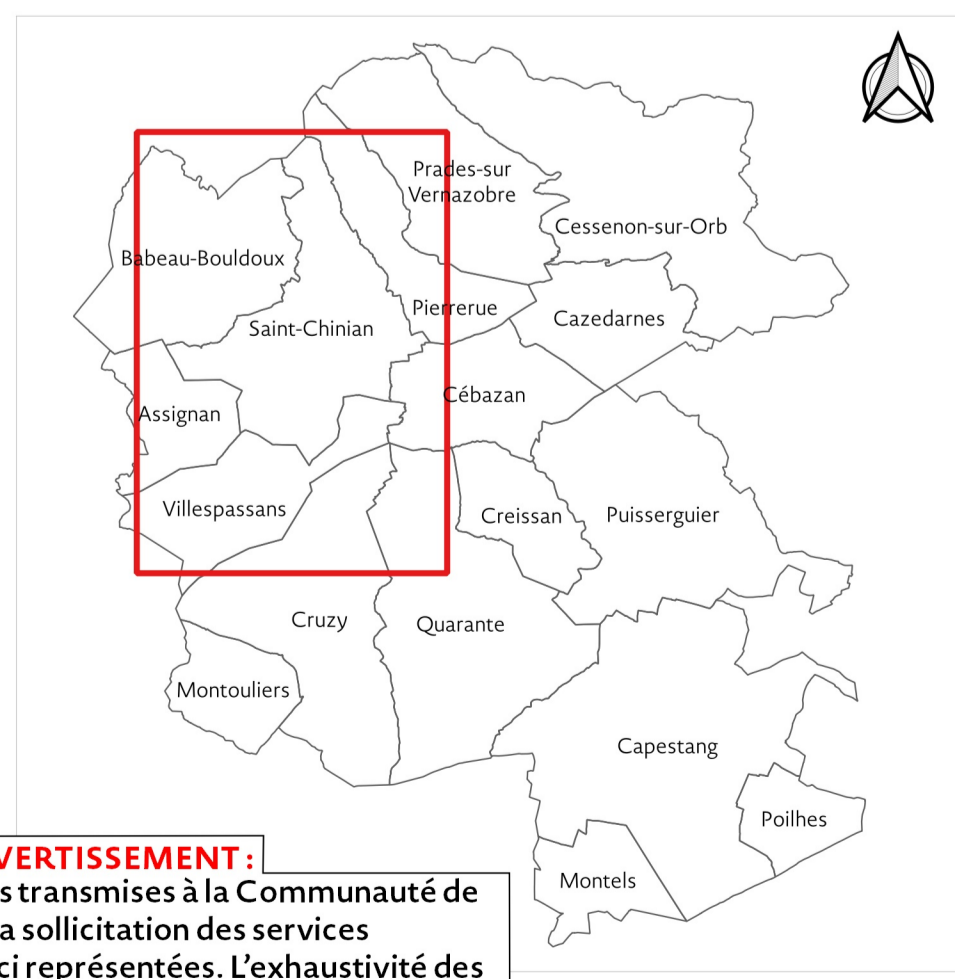 Prades-sur
Vernazobre
Cessenon-sur-Orb
Babeau-Bouldoux
Pierrerue
Cazedarnes
Saint-Chinian
Cébazan
Assignan
Villespassans
Creissan
Puisserguier
Cruzy
Quarante
Montouliers
Capestang
Poilhes
Montels
VERTISSEMENT :
s transmises à la Communauté de
a sollicitation des services
ci représentées. L'exhaustivité des